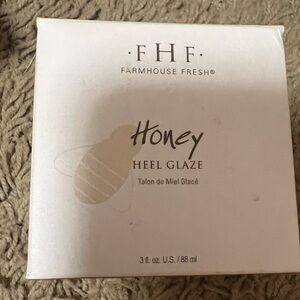 ·FHF·
FARMHOUSE FRESH®
Honey
HEEL GLAZE
Talon de Miel Glacé
3 fl. oz. U.S. / 88 ml